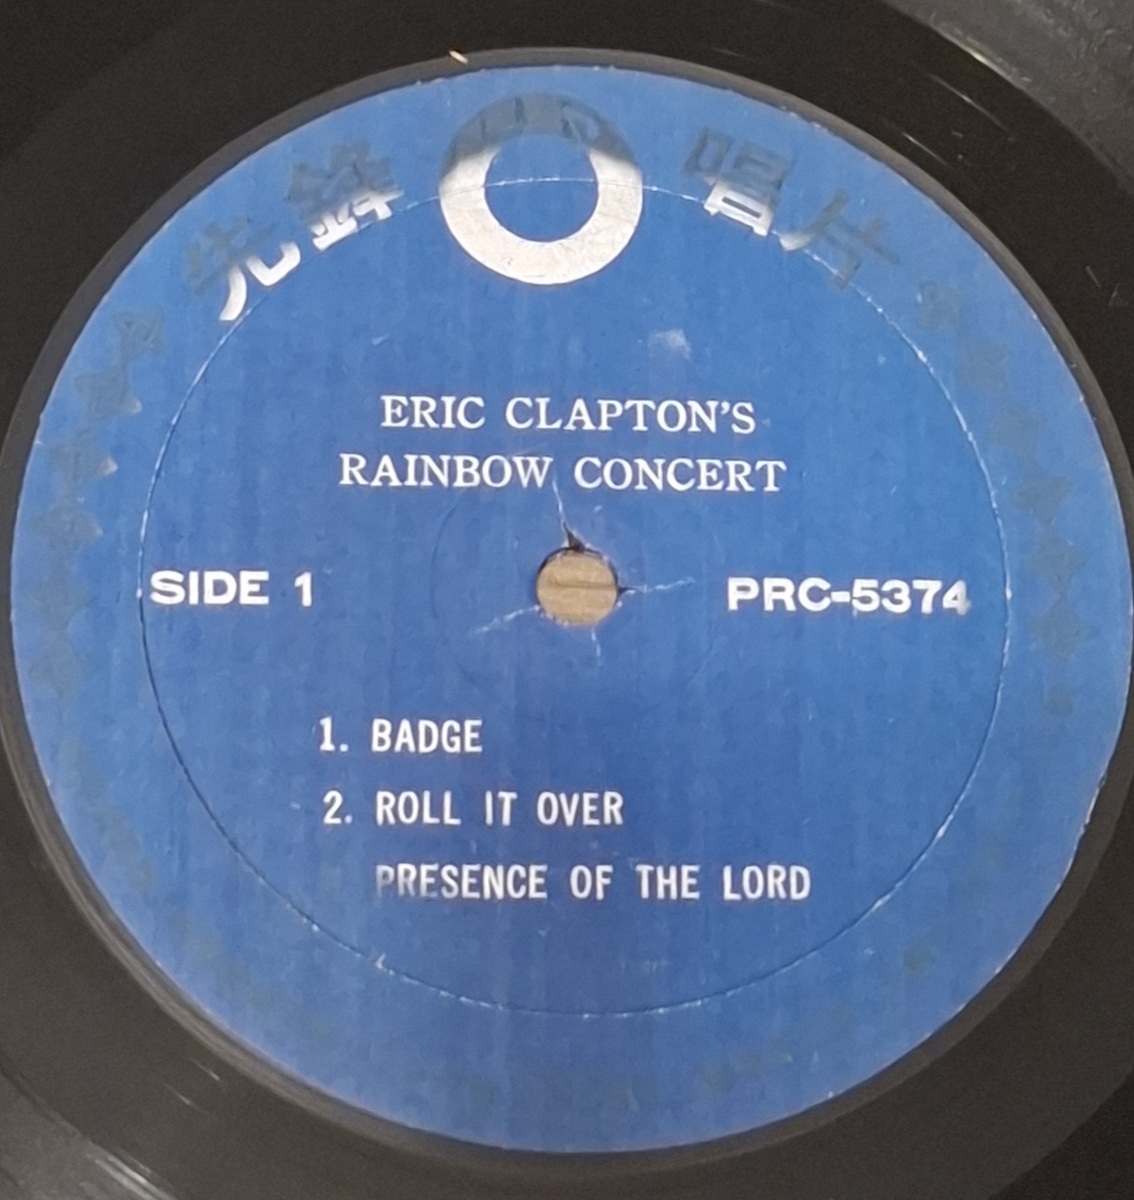 先鋒 唱片
ERIC CLAPTON'S
RAINBOW CONCERT
SIDE 1
PRC-5374
1. BADGE
2. ROLL IT OVER
PRESENCE OF THE LORD